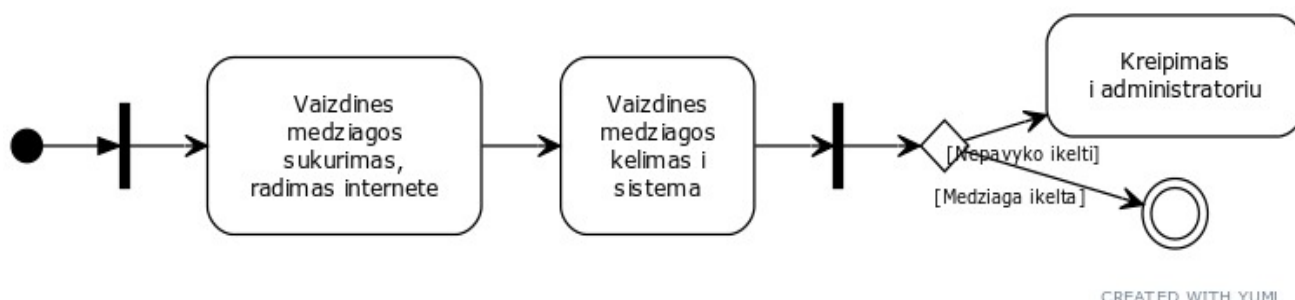 Vaizdines
medziagos
sukurimas,
radimas internete
Vaizdines
medziagos
kelimas i
sistema
Kreipimais
i administratoriu
[Nepavyko ikelti]
[Medziaga ikelta]
CREATED WITH YUML